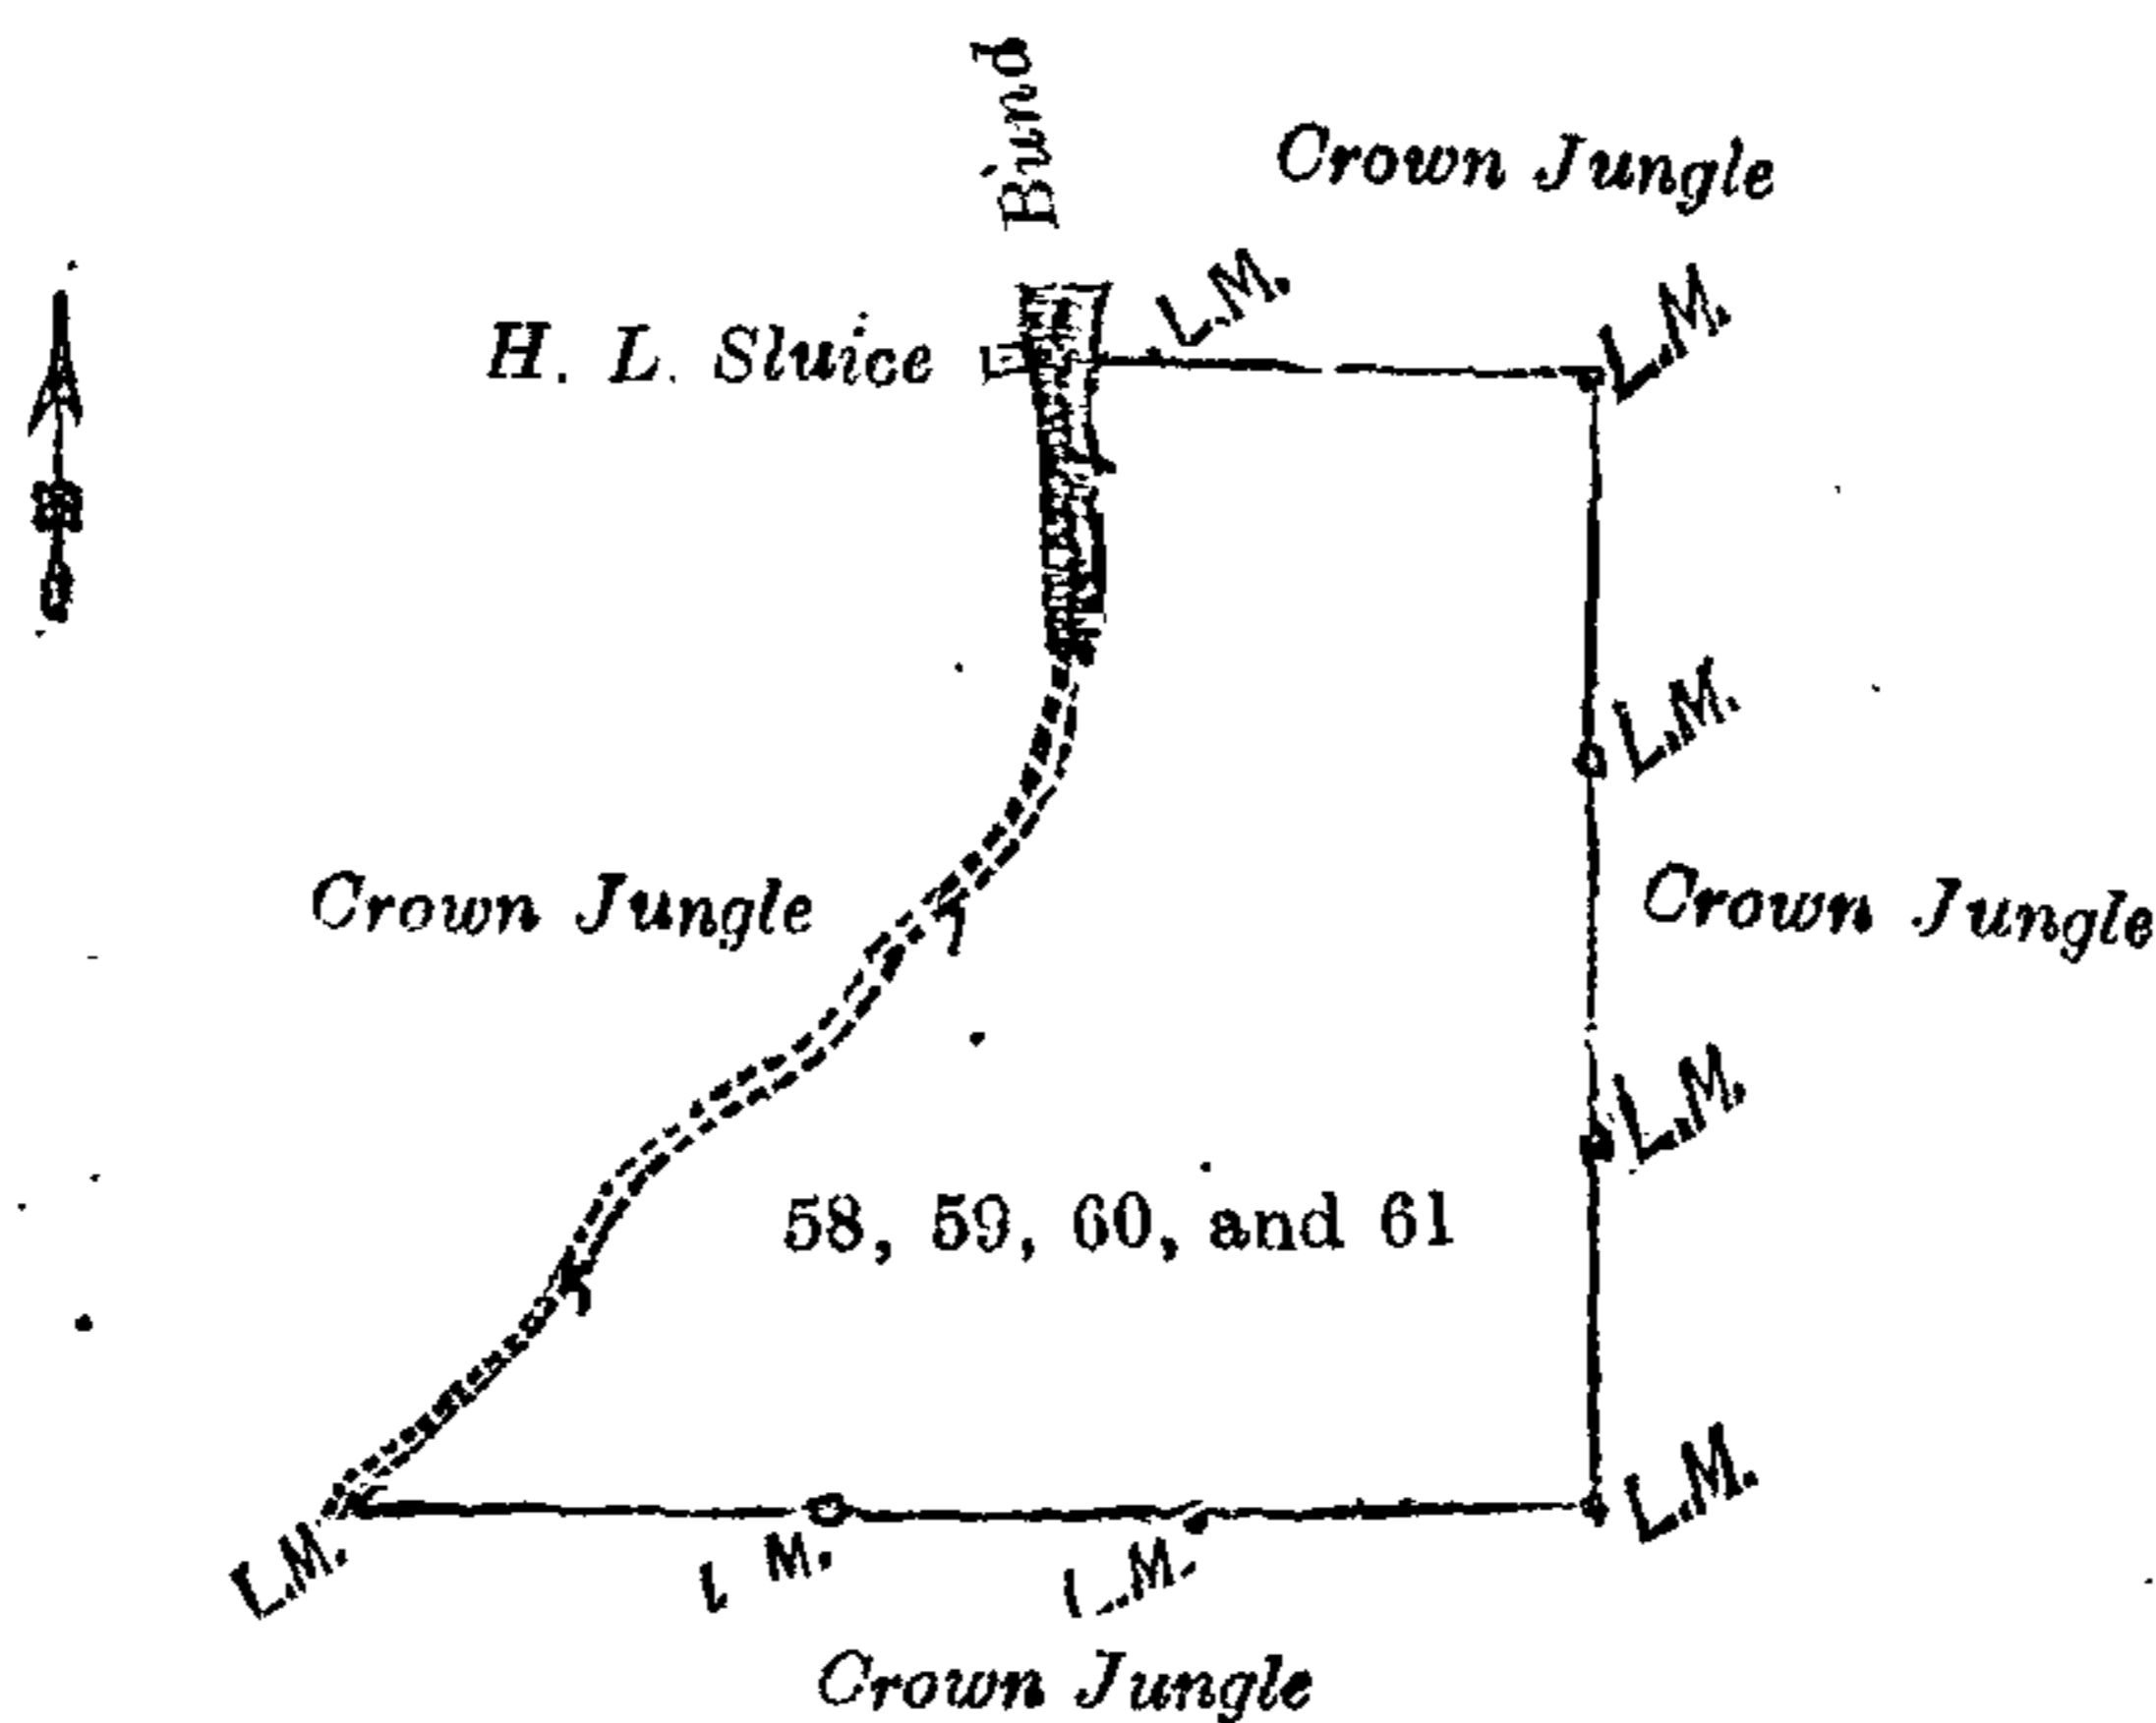 Bund
Crown Jungle
L.M.
L.M.
H. L. Sluice
L.M.
Crown Jungle
Crown Jungle
L.M.
58, 59, 60, and 61
L.M.
L.M.
L M.
L.M.
Crown Jungle